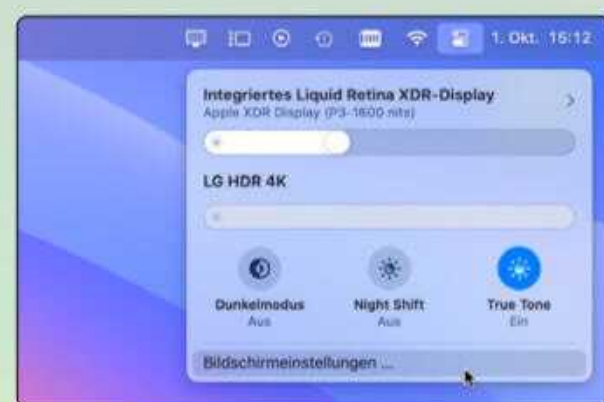 1. Okt. 15:12
Integriertes Liquid Retina XDR-Display
Apple XDR Display (P3-1600 nits)
LG HDR 4K
Dunkelmodus
Aus
Night Shift
Aus
True Tone
Ein
Bildschirmeinstellungen ...